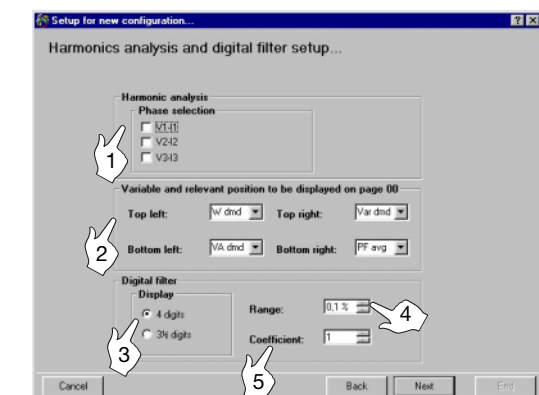 Setup for new configuration...
Harmonics analysis and digital filter setup...
Harmonic analysis
Phase selection
V1-I1
V2-I2
V3-I3
1
Variable and relevant position to be displayed on page 00
Top left: W dmd Top right: Var dmd
Bottom left: VA dmd Bottom right: PF avg
2
Digital filter
Display
4 digits
3½ digits
Range: 0,1 %
Coefficient: 1
3
4
5
Cancel Back Next End